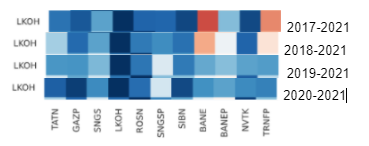 LKOH 2017-2021
LKOH 2018-2021
LKOH 2019-2021
LKOH 2020-2021
TATN GAZP SNGS LKOH ROSN SNGSP SIBN BANE BANEP NVTK TRNFP